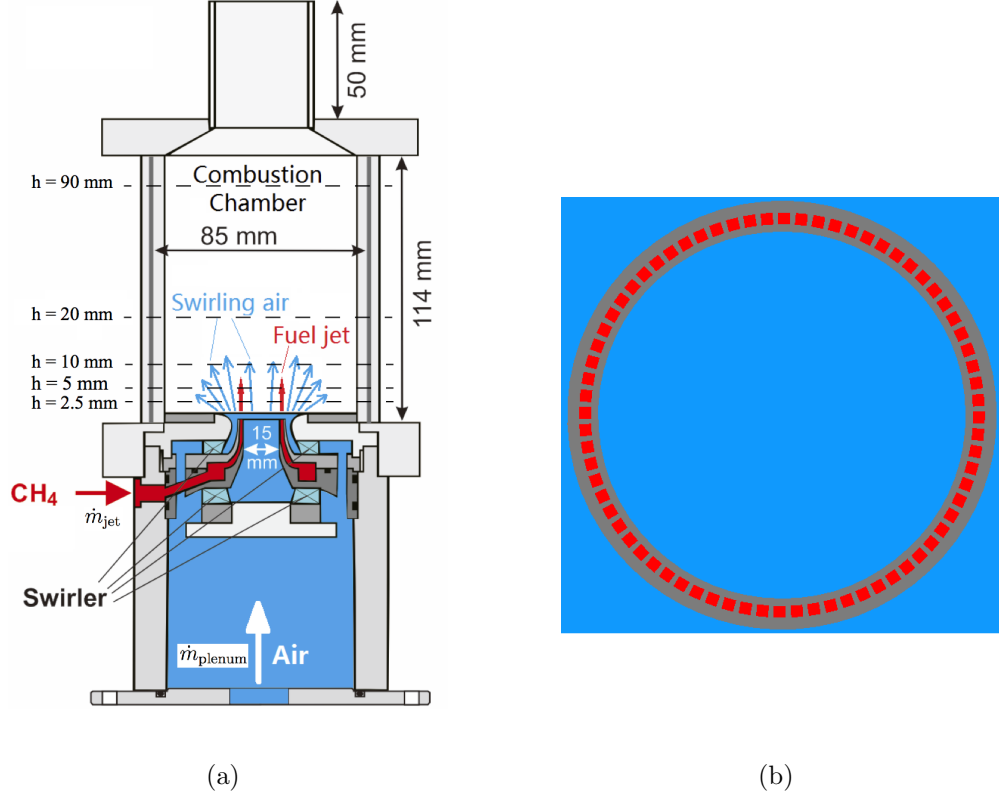 50 mm
h = 90 mm
Combustion
Chamber
85 mm
114 mm
Swirling air
h = 20 mm
Fuel jet
h = 10 mm
h = 5 mm
h = 2.5 mm
15
mm
CH₄
ṁjet
Swirler
ṁplenum
Air
(a)
(b)